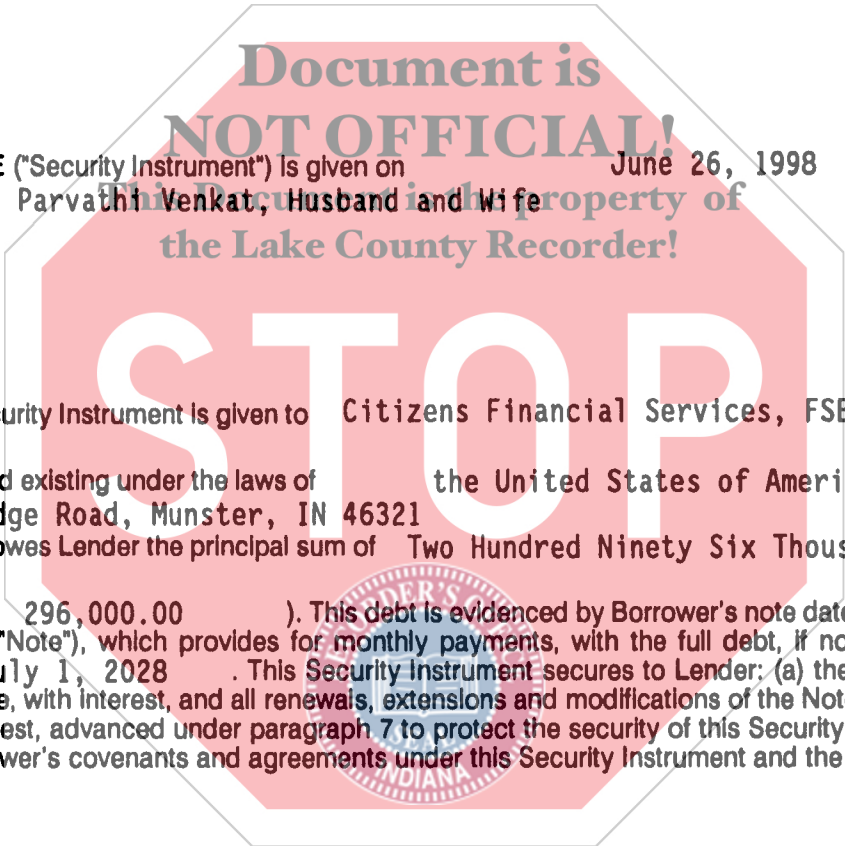 Document is
NOT OFFICIAL!
("Security Instrument") is given on June 26, 1998
This Document is the property of
Parvathi Venkat, Husband and Wife
the Lake County Recorder!
STOP
urity Instrument is given to Citizens Financial Services, FSB
d existing under the laws of the United States of Ameri
dge Road, Munster, IN 46321
owes Lender the principal sum of Two Hundred Ninety Six Thous
296,000.00 ). This debt is evidenced by Borrower's note date
"Note"), which provides for monthly payments, with the full debt, if no
uly 1, 2028 . This Security Instrument secures to Lender: (a) the
e, with interest, and all renewals, extensions and modifications of the Not
est, advanced under paragraph 7 to protect the security of this Security
wer's covenants and agreements under this Security Instrument and the
SEAL
INDIANA